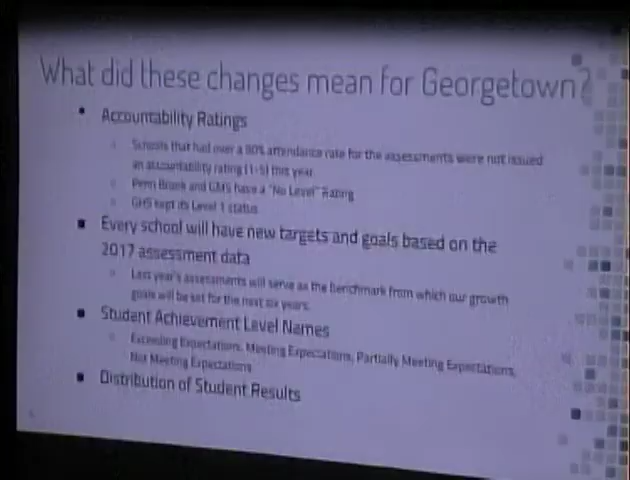 What did these changes mean for Georgetown?
Accountability Ratings
Schools that had over a 90% attendance rate for the assessments were not issued
an accountability rating (1-5) this year
Penn Brook and GMS have a "No Level" Rating
GHS kept its Level 1 status
Every school will have new targets and goals based on the
2017 assessment data
Last year's assessments will serve as the benchmark from which our growth
goals will be set for the next six years.
Student Achievement Level Names
Exceeding Expectations, Meeting Expectations, Partially Meeting Expectations,
Not Meeting Expectations
Distribution of Student Results